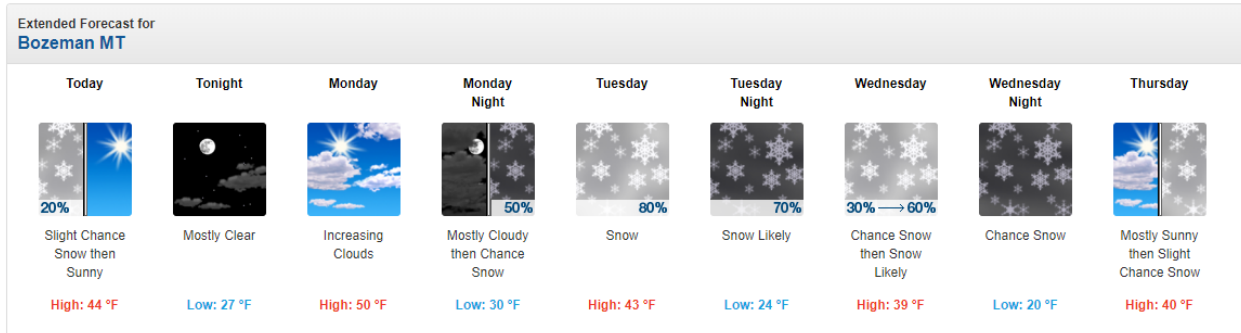 Extended Forecast for
Bozeman MT
Today
Tonight
Monday
Monday
Night
Tuesday
Tuesday
Night
Wednesday
Wednesday
Night
Thursday
20%
50%
80%
70%
30% → 60%
Slight Chance
Snow then
Sunny
Mostly Clear
Increasing
Clouds
Mostly Cloudy
then Chance
Snow
Snow
Snow Likely
Chance Snow
then Snow
Likely
Chance Snow
Mostly Sunny
then Slight
Chance Snow
High: 44 °F
Low: 27 °F
High: 50 °F
Low: 30 °F
High: 43 °F
Low: 24 °F
High: 39 °F
Low: 20 °F
High: 40 °F